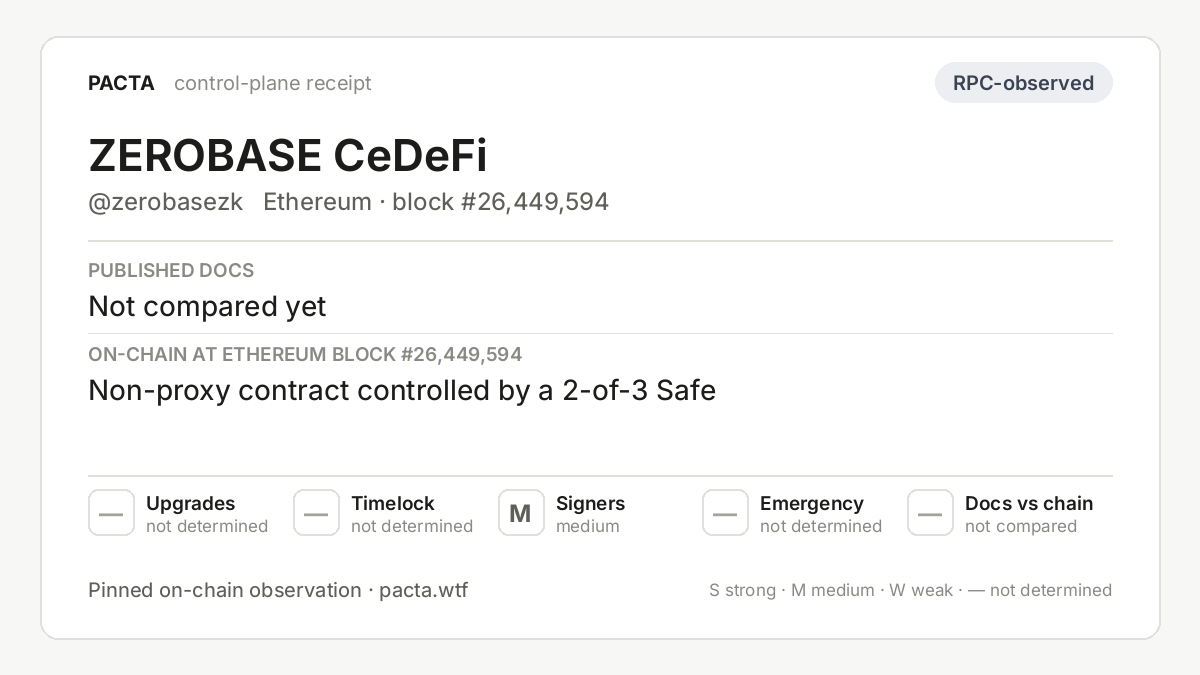 PACTA control-plane receipt RPC-observed
ZEROBASE CeDeFi
@zerobasezk Ethereum · block #26,449,594
PUBLISHED DOCS
Not compared yet
ON-CHAIN AT ETHEREUM BLOCK #26,449,594
Non-proxy contract controlled by a 2-of-3 Safe
— Upgrades not determined
— Timelock not determined
M Signers medium
— Emergency not determined
— Docs vs chain not compared
Pinned on-chain observation · pacta.wtf
S strong · M medium · W weak · — not determined